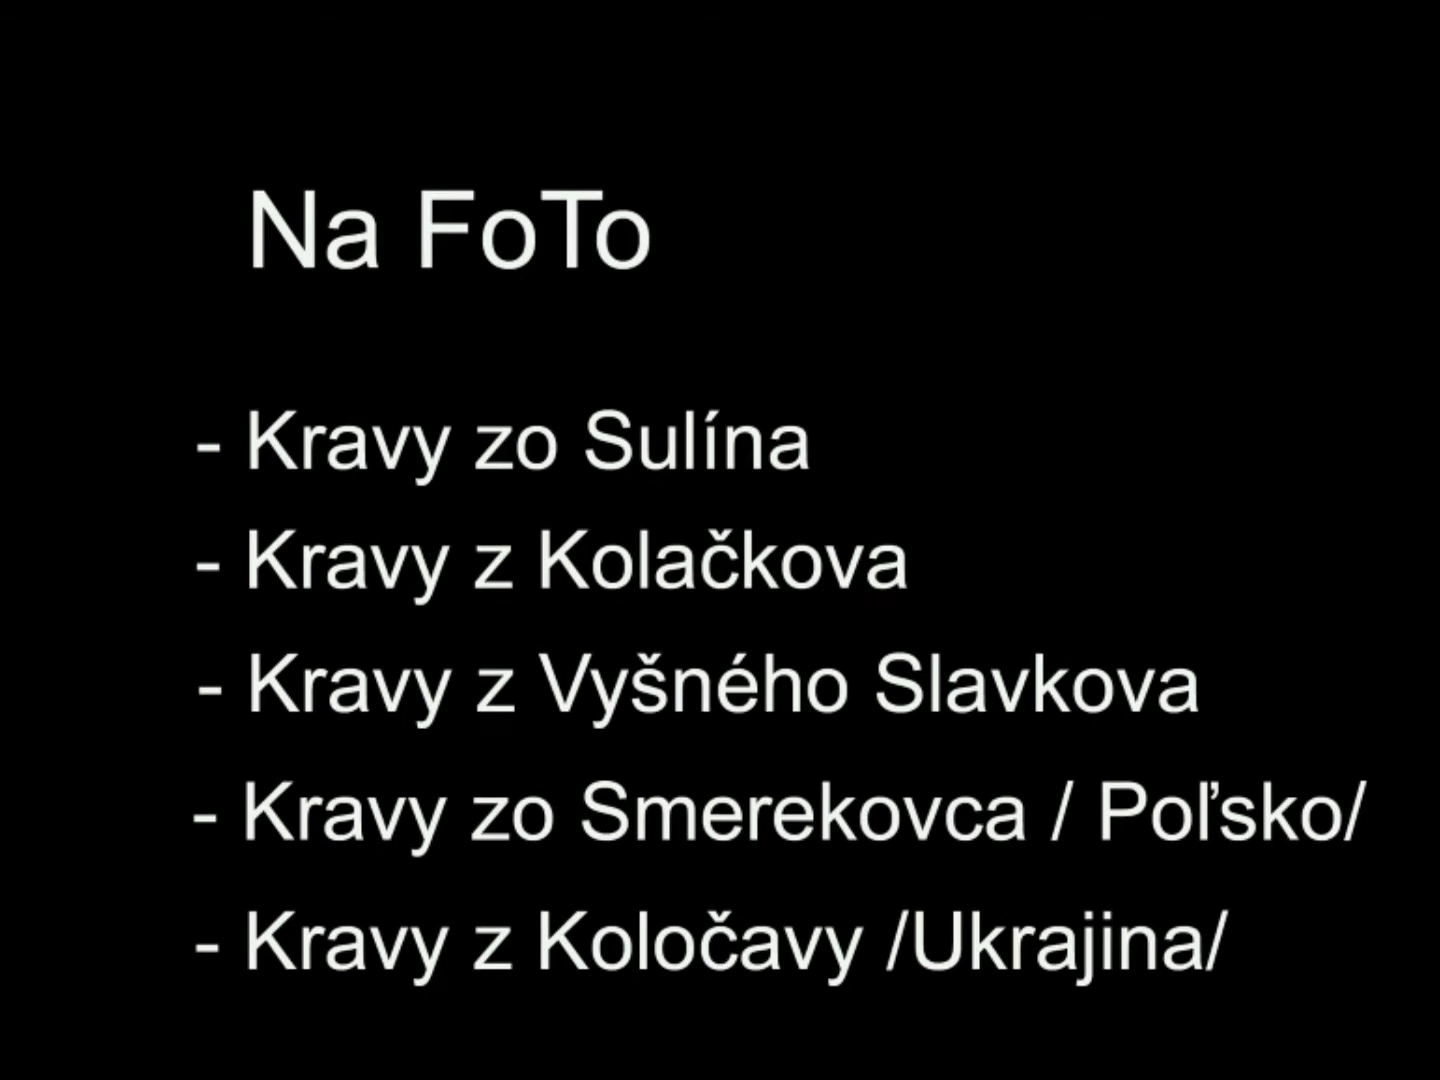 Na FoTo
- Kravy zo Sulína
- Kravy z Kolačkova
- Kravy z Vyšného Slavkova
- Kravy zo Smerekovca / Poľsko/
- Kravy z Koločavy /Ukrajina/